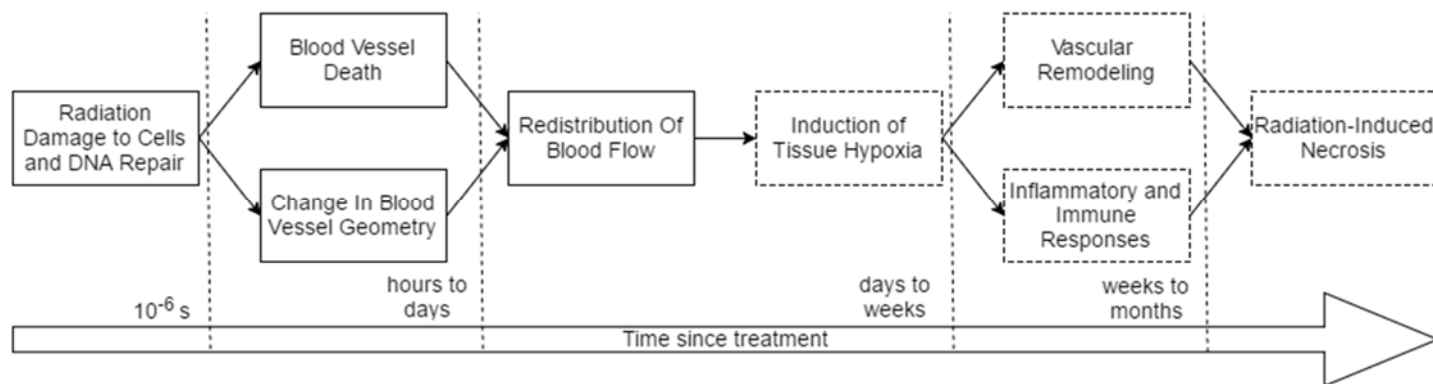 Radiation
Damage to Cells
and DNA Repair
Blood Vessel
Death
Change In Blood
Vessel Geometry
Redistribution Of
Blood Flow
Induction of
Tissue Hypoxia
Vascular
Remodeling
Inflammatory and
Immune
Responses
Radiation-Induced
Necrosis
10⁻⁶ s
hours to
days
days to
weeks
weeks to
months
Time since treatment